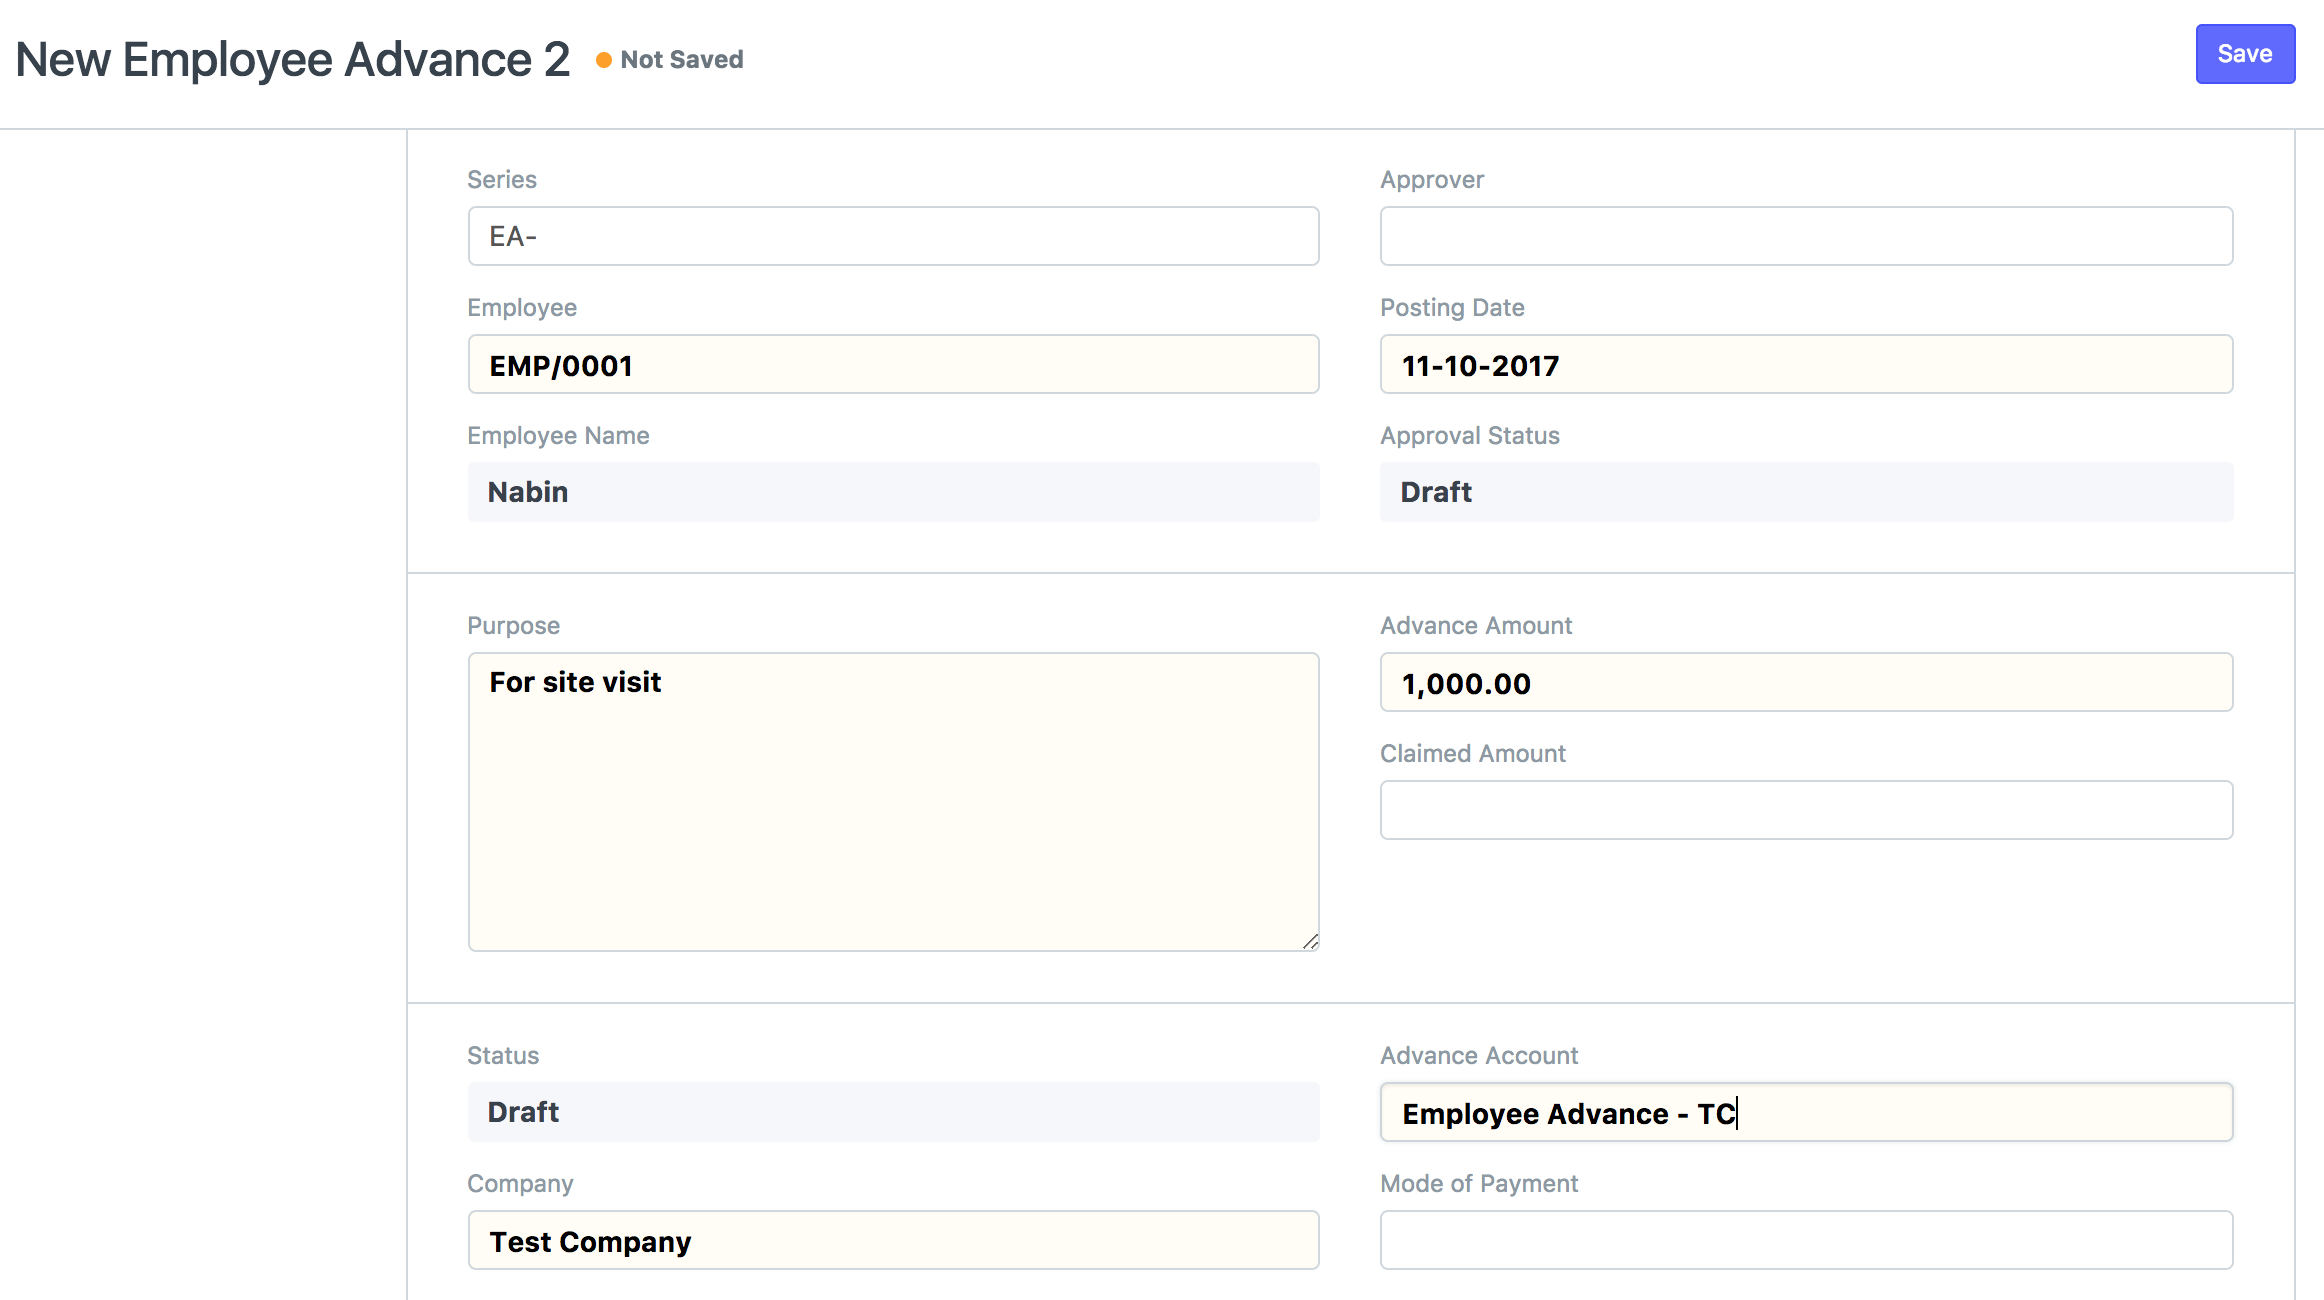 New Employee Advance 2 Not Saved Save
Series
EA-
Approver
Employee
EMP/0001
Posting Date
11-10-2017
Employee Name
Nabin
Approval Status
Draft
Purpose
For site visit
Advance Amount
1,000.00
Claimed Amount
Status
Draft
Advance Account
Employee Advance - TC
Company
Test Company
Mode of Payment